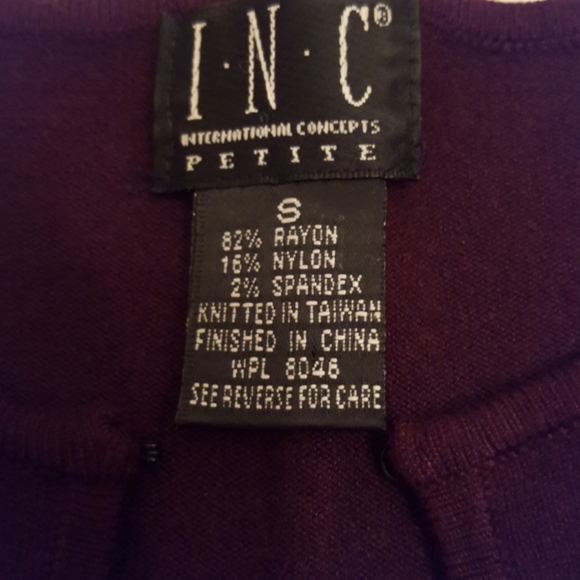 I·N·C®
INTERNATIONAL CONCEPTS
PETITE
S
82% RAYON
16% NYLON
2% SPANDEX
KNITTED IN TAIWAN
FINISHED IN CHINA
WPL 8046
SEE REVERSE FOR CARE